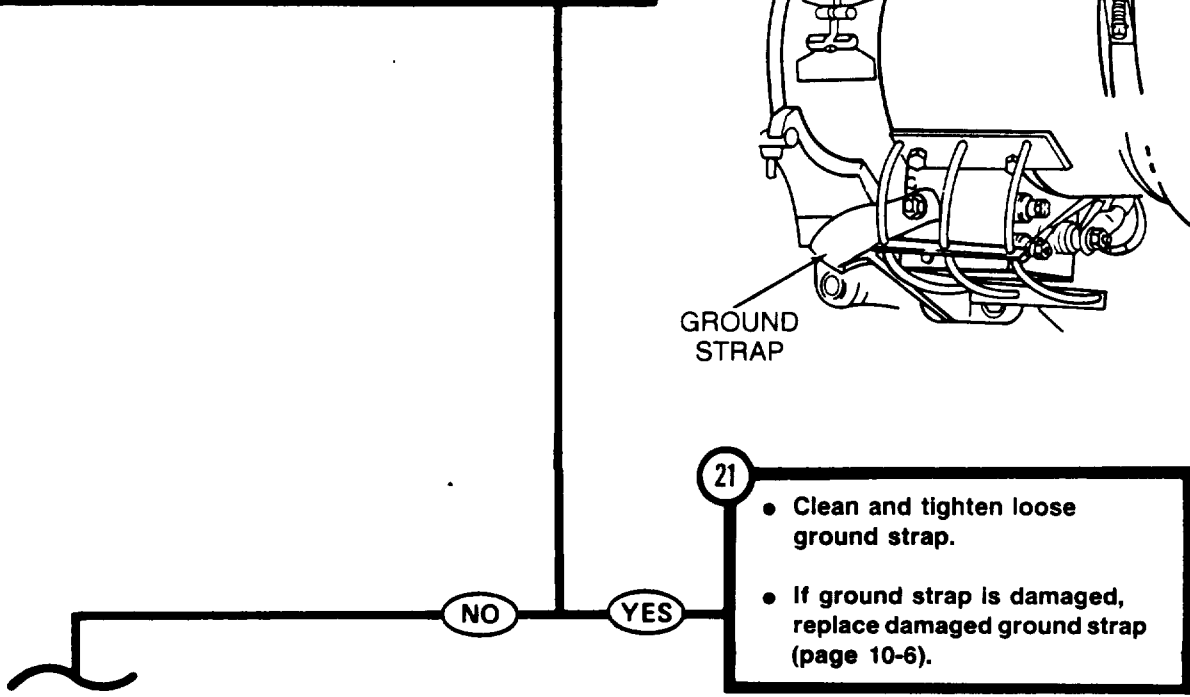 GROUND
STRAP
21
• Clean and tighten loose
ground strap.
• If ground strap is damaged,
replace damaged ground strap
(page 10-6).
NO
YES